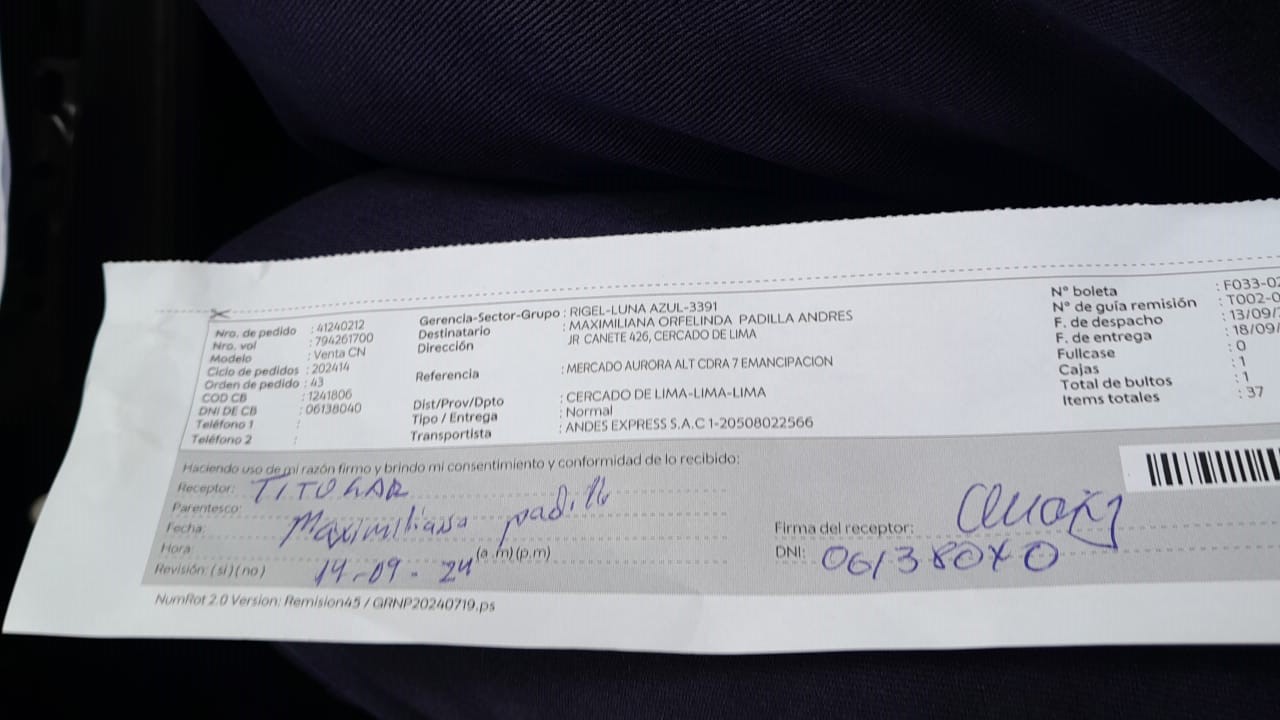 Nro. de pedido : 41240212
Nro. vol : 794261700
Modelo : Venta CN
Ciclo de pedidos : 202414
Orden de pedido : 43
COD CB : 1241806
DNI DE CB : 06138040
Teléfono 1 :
Teléfono 2 :
Gerencia-Sector-Grupo : RIGEL-LUNA AZUL-3391
Destinatario : MAXIMILIANA ORFELINDA PADILLA ANDRES
Dirección JR CANETE 426, CERCADO DE LIMA
Referencia : MERCADO AURORA ALT CDRA 7 EMANCIPACIÓN
Dist/Prov/Dpto : CERCADO DE LIMA-LIMA-LIMA
Tipo / Entrega : Normal
Transportista : ANDES EXPRESS S.A.C 1-20508022566
N° boleta : F033-02
N° de guía remisión : T002-0
F. de despacho : 13/09/
F. de entrega : 18/09/
Fullcase : 0
Cajas : 1
Total de bultos : 1
Items totales : 37
Haciendo uso de mi razón firmo y brindo mi consentimiento y conformidad de lo recibido:
Receptor: TITOLAR
Parentesco:
Fecha: Maximiliana padilla
Hora: (a.m)(p.m)
Revisión: (si)(no) 14-09-24
Firma del receptor:
DNI: 06138040
NumRot 2.0 Version: Remision45 / GRNP20240719.ps